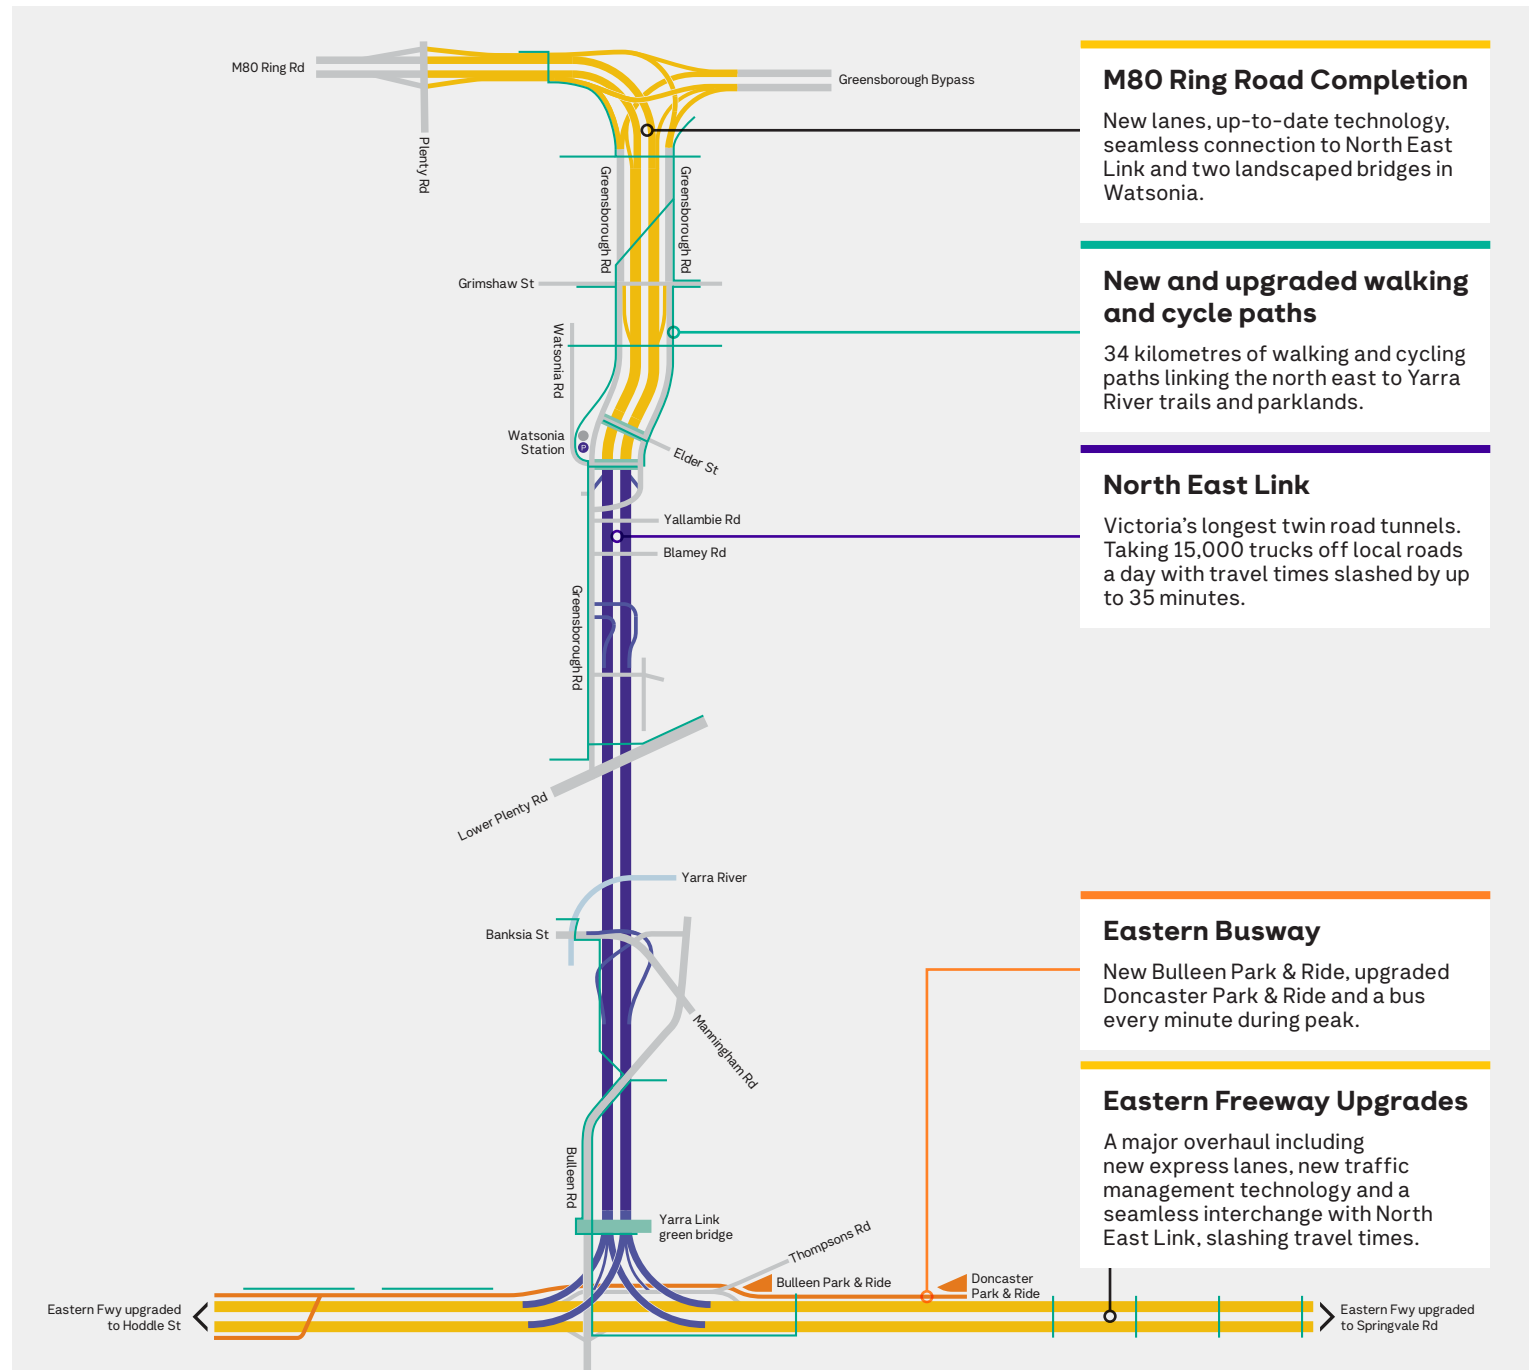 M80 Ring Rd
Greensborough Bypass
Plenty Rd
Greensborough Rd
Greensborough Rd
Grimshaw St
Watsonia Rd
Watsonia
Station
P
Elder St
Yallambie Rd
Blamey Rd
Greensborough Rd
Lower Plenty Rd
Yarra River
Banksia St
Manningham Rd
Bulleen Rd
Yarra Link
green bridge
Thompsons Rd
Bulleen Park & Ride
Doncaster
Park & Ride
Eastern Fwy upgraded
to Hoddle St
Eastern Fwy upgraded
to Springvale Rd
M80 Ring Road Completion
New lanes, up-to-date technology,
seamless connection to North East
Link and two landscaped bridges in
Watsonia.
New and upgraded walking
and cycle paths
34 kilometres of walking and cycling
paths linking the north east to Yarra
River trails and parklands.
North East Link
Victoria’s longest twin road tunnels.
Taking 15,000 trucks off local roads
a day with travel times slashed by up
to 35 minutes.
Eastern Busway
New Bulleen Park & Ride, upgraded
Doncaster Park & Ride and a bus
every minute during peak.
Eastern Freeway Upgrades
A major overhaul including
new express lanes, new traffic
management technology and a
seamless interchange with North
East Link, slashing travel times.